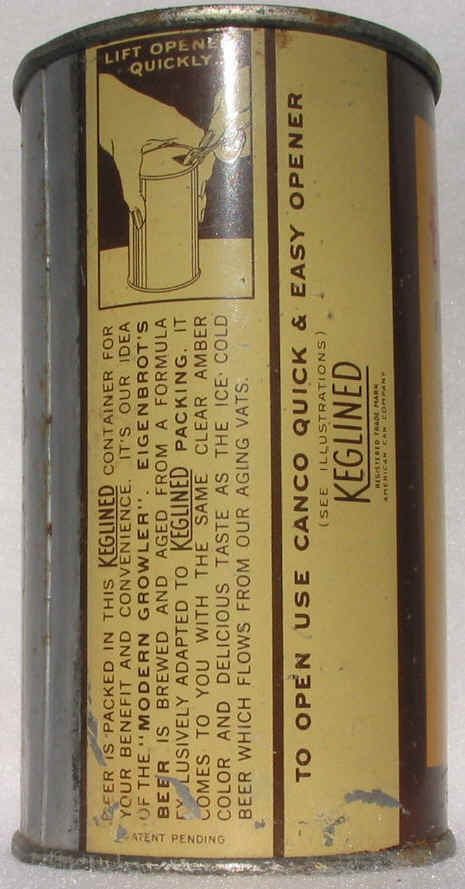 LIFT OPENER
QUICKLY..
BEER IS PACKED IN THIS KEGLINED CONTAINER FOR
YOUR BENEFIT AND CONVENIENCE. IT'S OUR IDEA
OF THE "MODERN GROWLER". EIGENBROT'S
BEER IS BREWED AND AGED FROM A FORMULA
EXCLUSIVELY ADAPTED TO KEGLINED PACKING. IT
COMES TO YOU WITH THE SAME CLEAR AMBER
COLOR AND DELICIOUS TASTE AS THE ICE-COLD
BEER WHICH FLOWS FROM OUR AGING VATS.
PATENT PENDING
TO OPEN USE CANCO QUICK & EASY OPENER
(SEE ILLUSTRATIONS)
KEGLINED
REGISTERED TRADE MARK
AMERICAN CAN COMPANY